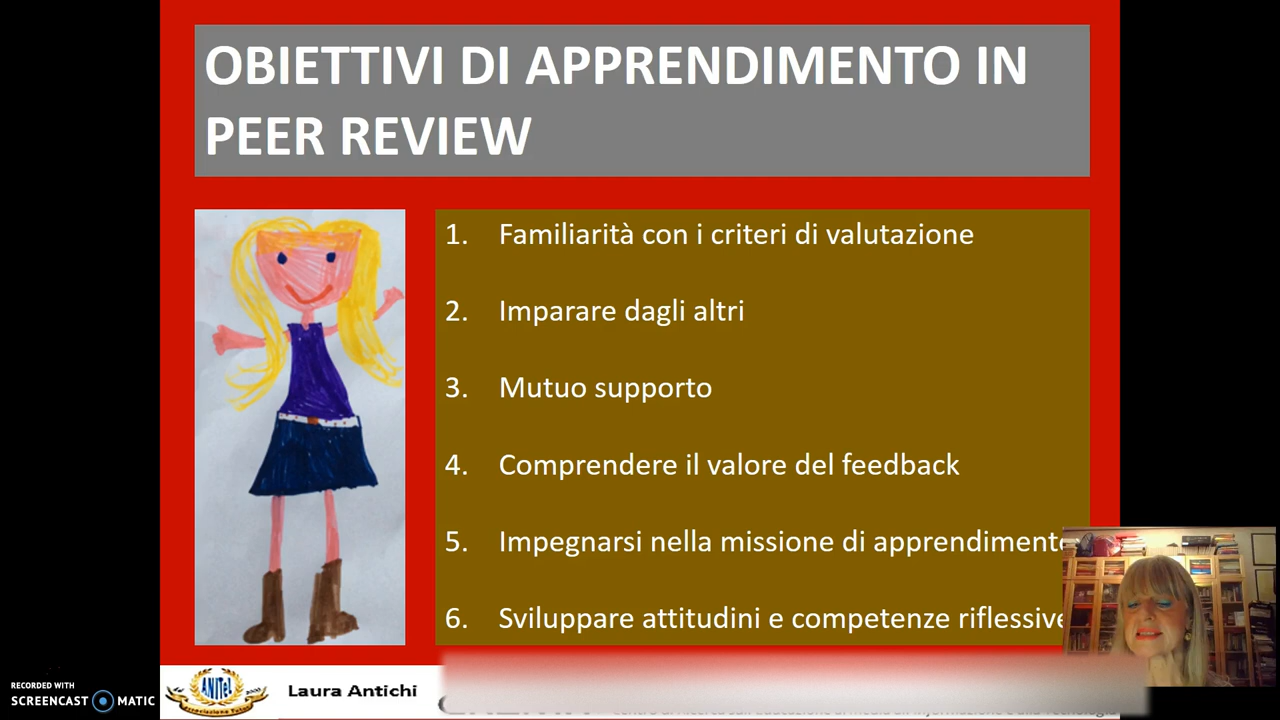 OBIETTIVI DI APPRENDIMENTO IN
PEER REVIEW
1. Familiarità con i criteri di valutazione
2. Imparare dagli altri
3. Mutuo supporto
4. Comprendere il valore del feedback
5. Impegnarsi nella missione di apprendimento
6. Sviluppare attitudini e competenze riflessive
RECORDED WITH
SCREENCAST MATIC
ANITeL
Laura Antichi